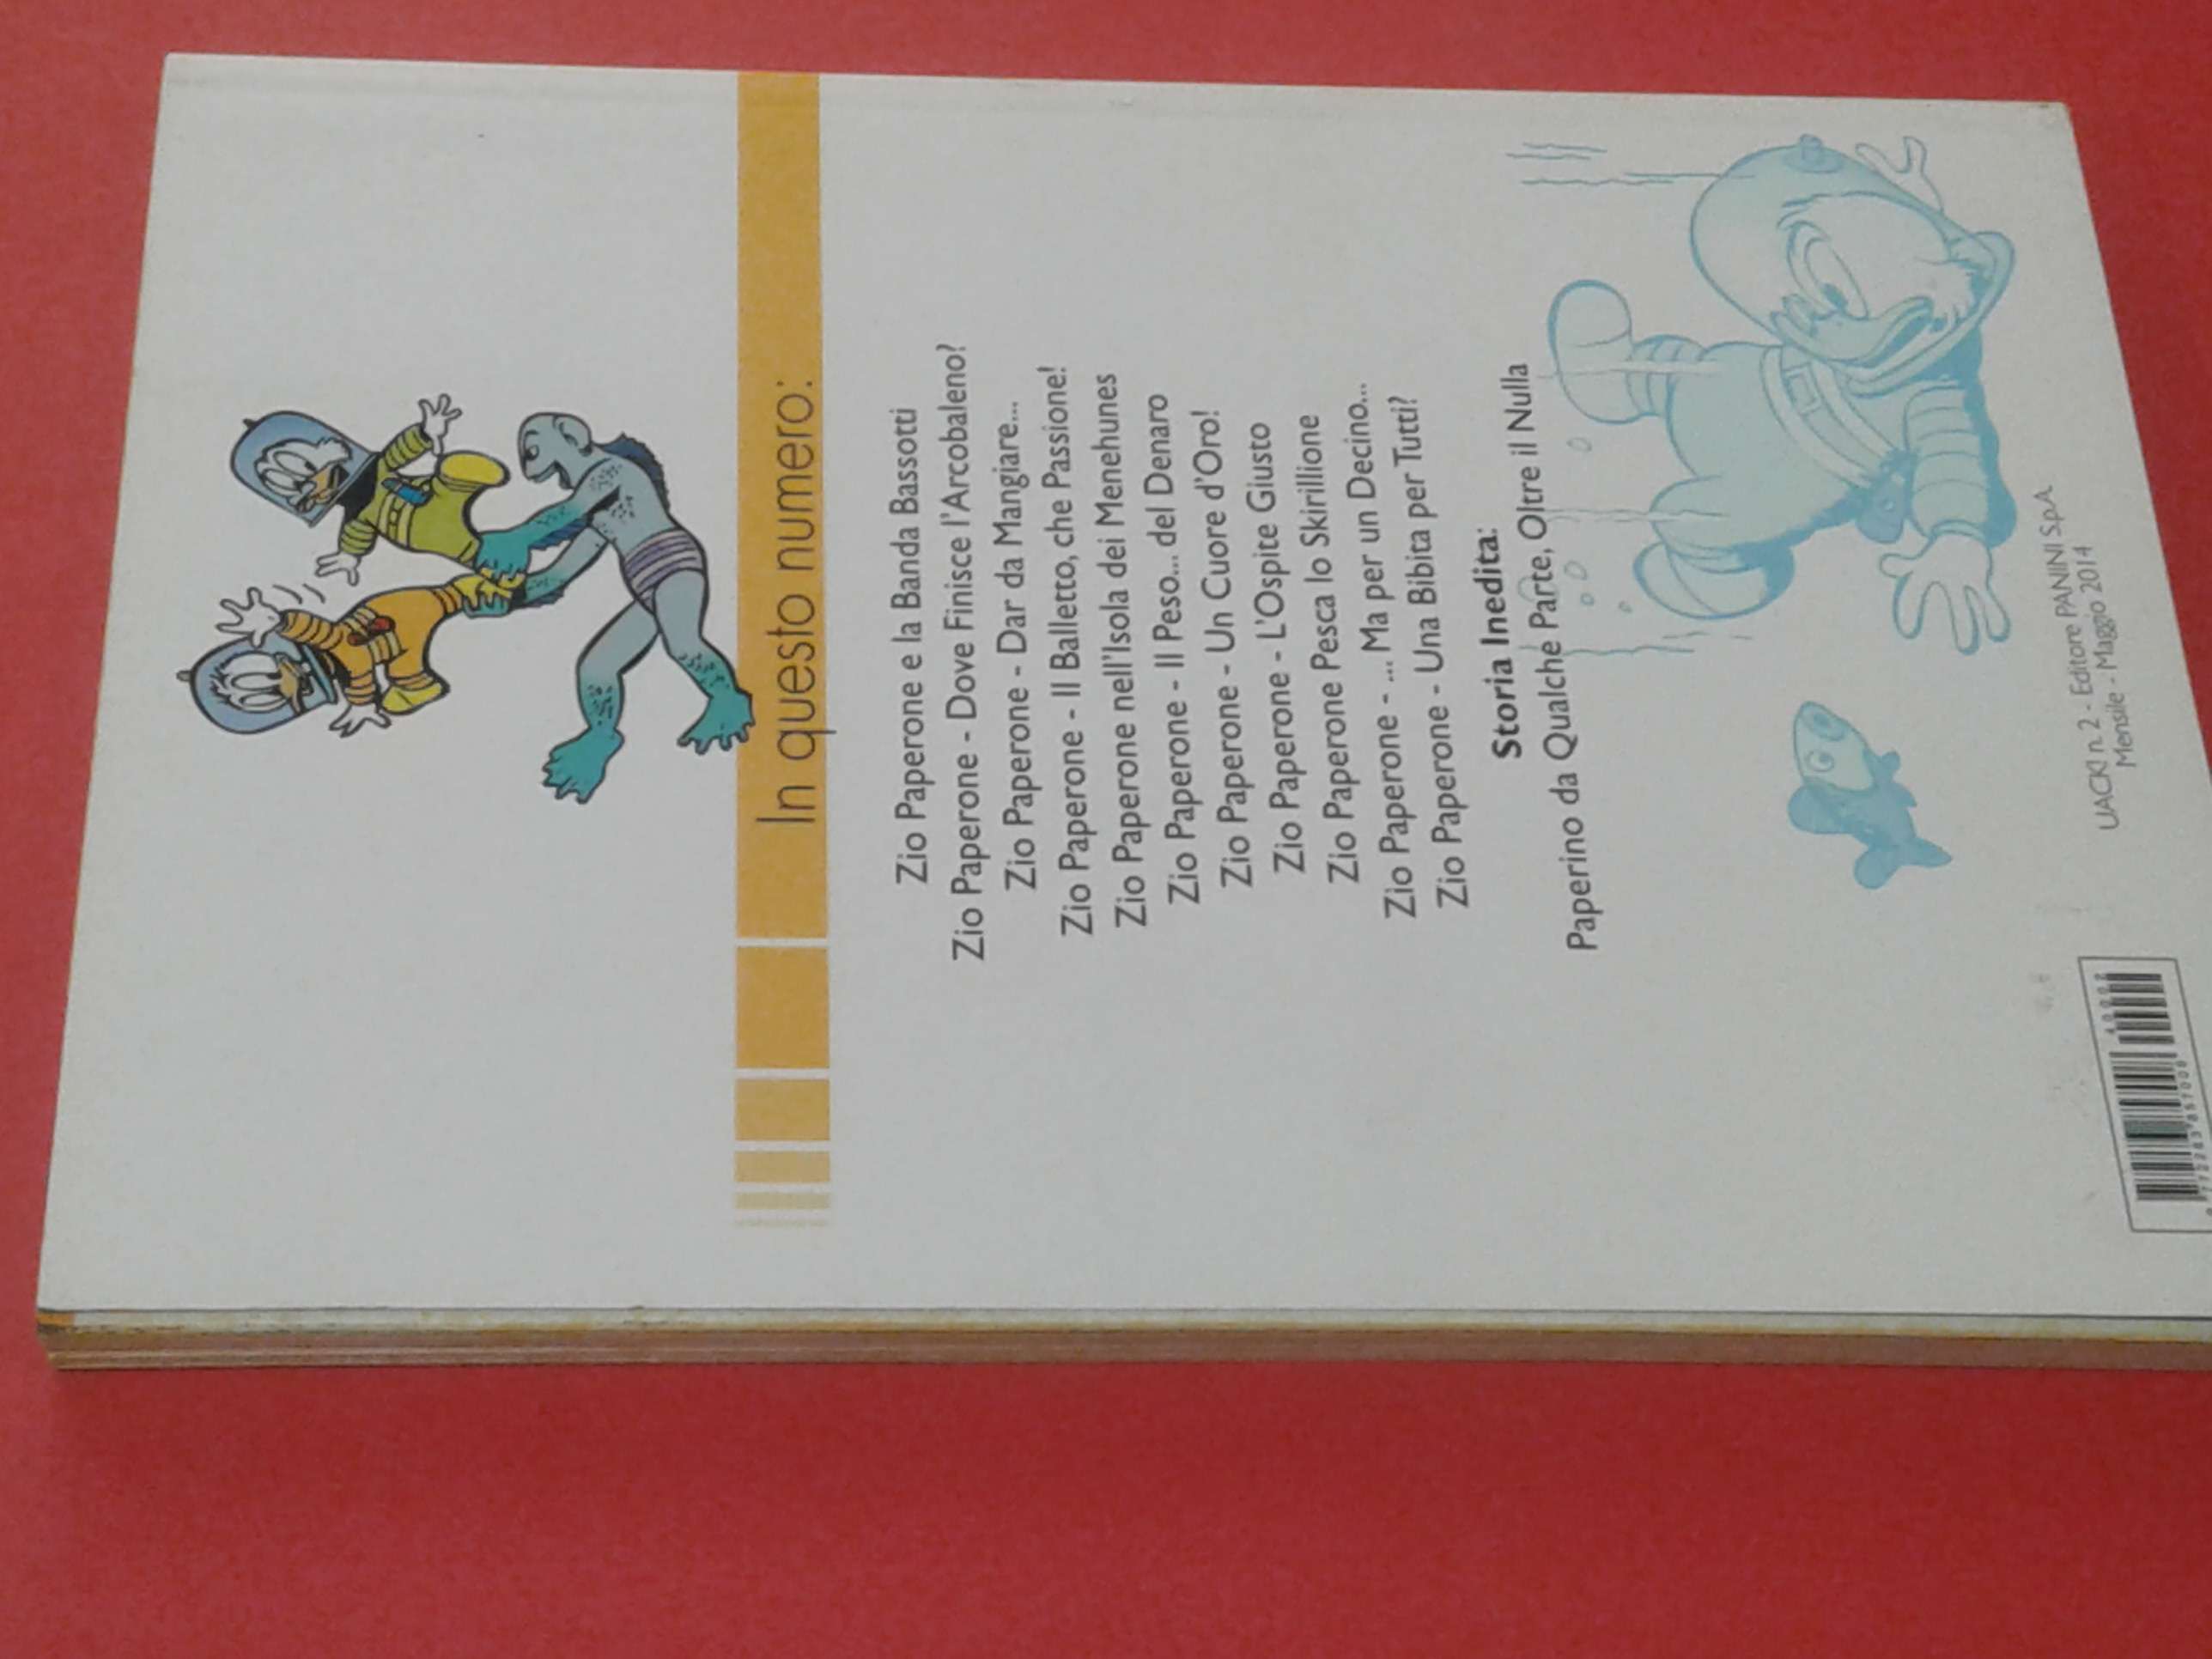 In questo numero:
Zio Paperone e la Banda Bassotti
Zio Paperone - Dove Finisce l'Arcobaleno?
Zio Paperone - Dar da Mangiare...
Zio Paperone - Il Balletto, che Passione!
Zio Paperone nell'Isola dei Menehunes
Zio Paperone - Il Peso... del Denaro
Zio Paperone - Un Cuore d'Oro!
Zio Paperone - L'Ospite Giusto
Zio Paperone Pesca lo Skirillione
Zio Paperone - ... Ma per un Decino...
Zio Paperone - Una Bibita per Tutti?
Storia Inedita:
Paperino da Qualche Parte, Oltre il Nulla
UACK! n. 2 - Editore PANINI S.p.A.
Mensile - Maggio 2014
40002